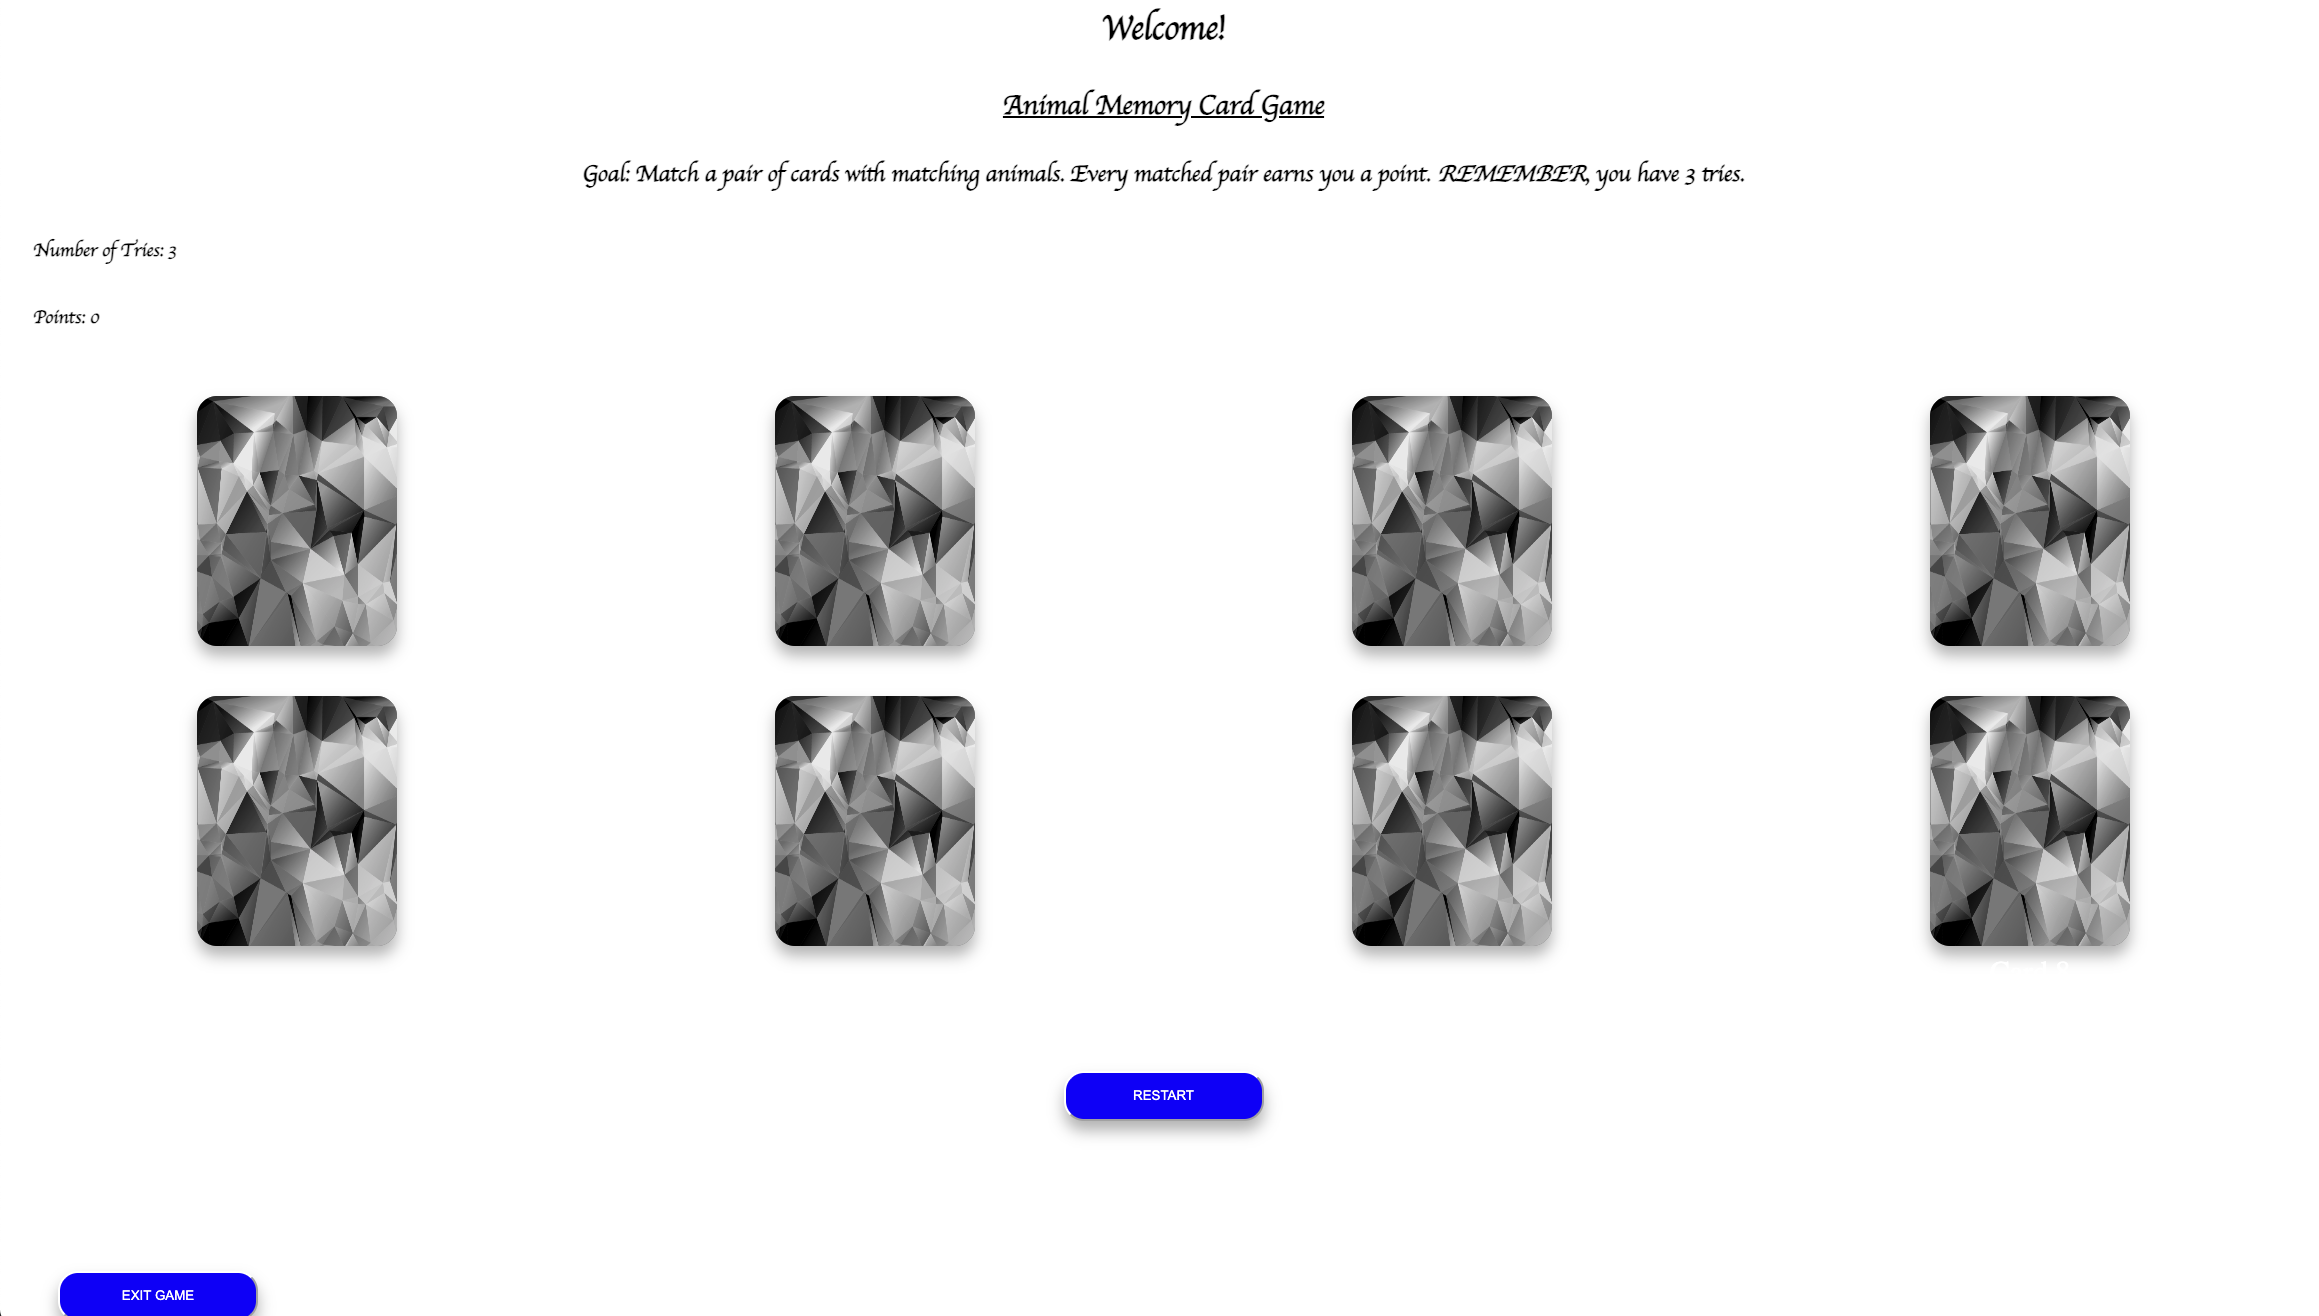 Welcome!
Animal Memory Card Game
Goal: Match a pair of cards with matching animals. Every matched pair earns you a point. REMEMBER, you have 3 tries.
Number of Tries: 3
Points: 0
RESTART
EXIT GAME